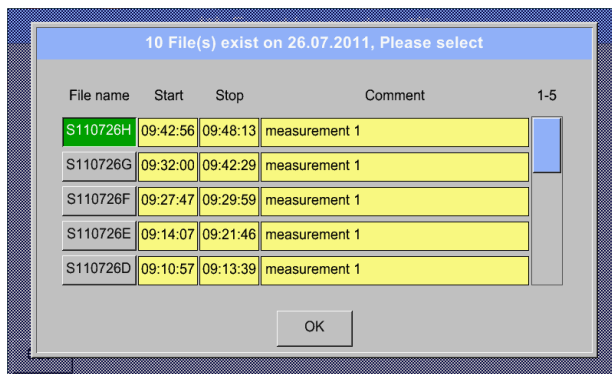 10 File(s) exist on 26.07.2011, Please select
File name Start Stop Comment 1-5
S110726H 09:42:56 09:48:13 measurement 1
S110726G 09:32:00 09:42:29 measurement 1
S110726F 09:27:47 09:29:59 measurement 1
S110726E 09:14:07 09:21:46 measurement 1
S110726D 09:10:57 09:13:39 measurement 1
OK